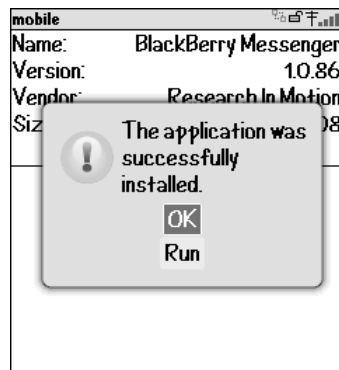 mobile
Name: BlackBerry Messenger
Version: 1.0.86
Vendor: Research In Motion
The application was
successfully
installed.
OK
Run